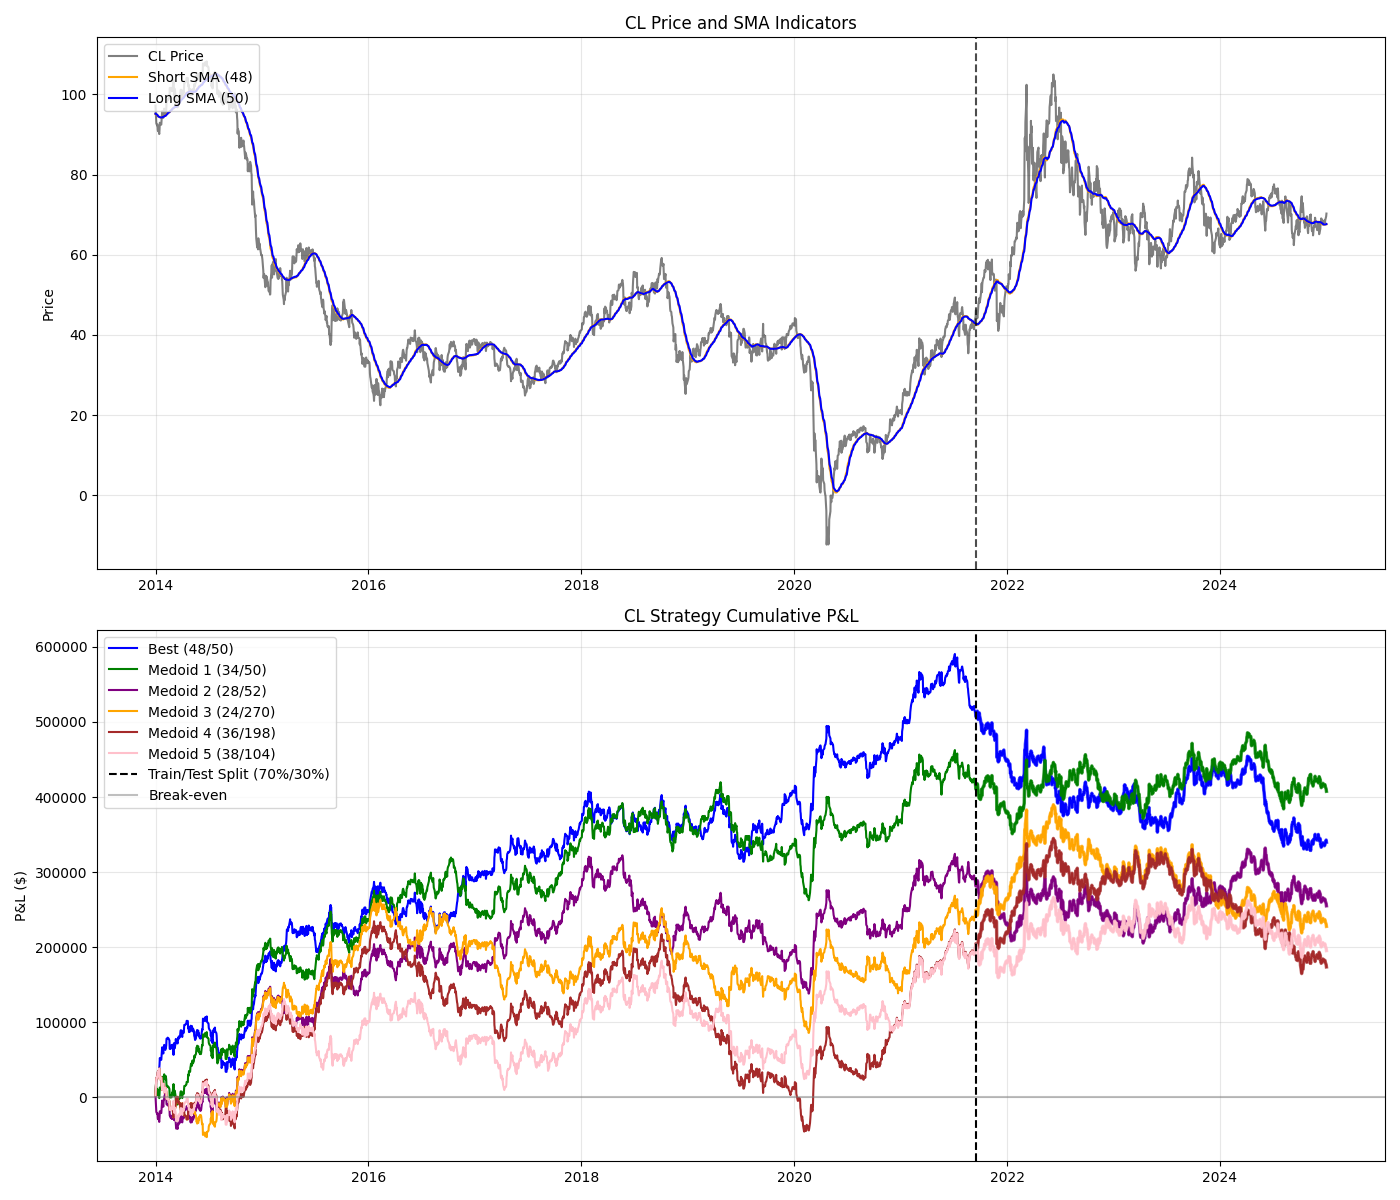 CL Price and SMA Indicators
CL Price
Short SMA (48)
Long SMA (50)
Price
100
80
60
40
20
0
2014 2016 2018 2020 2022 2024
CL Strategy Cumulative P&L
Best (48/50)
Medoid 1 (34/50)
Medoid 2 (28/52)
Medoid 3 (24/270)
Medoid 4 (36/198)
Medoid 5 (38/104)
Train/Test Split (70%/30%)
Break-even
P&L ($)
600000
500000
400000
300000
200000
100000
0
2014 2016 2018 2020 2022 2024